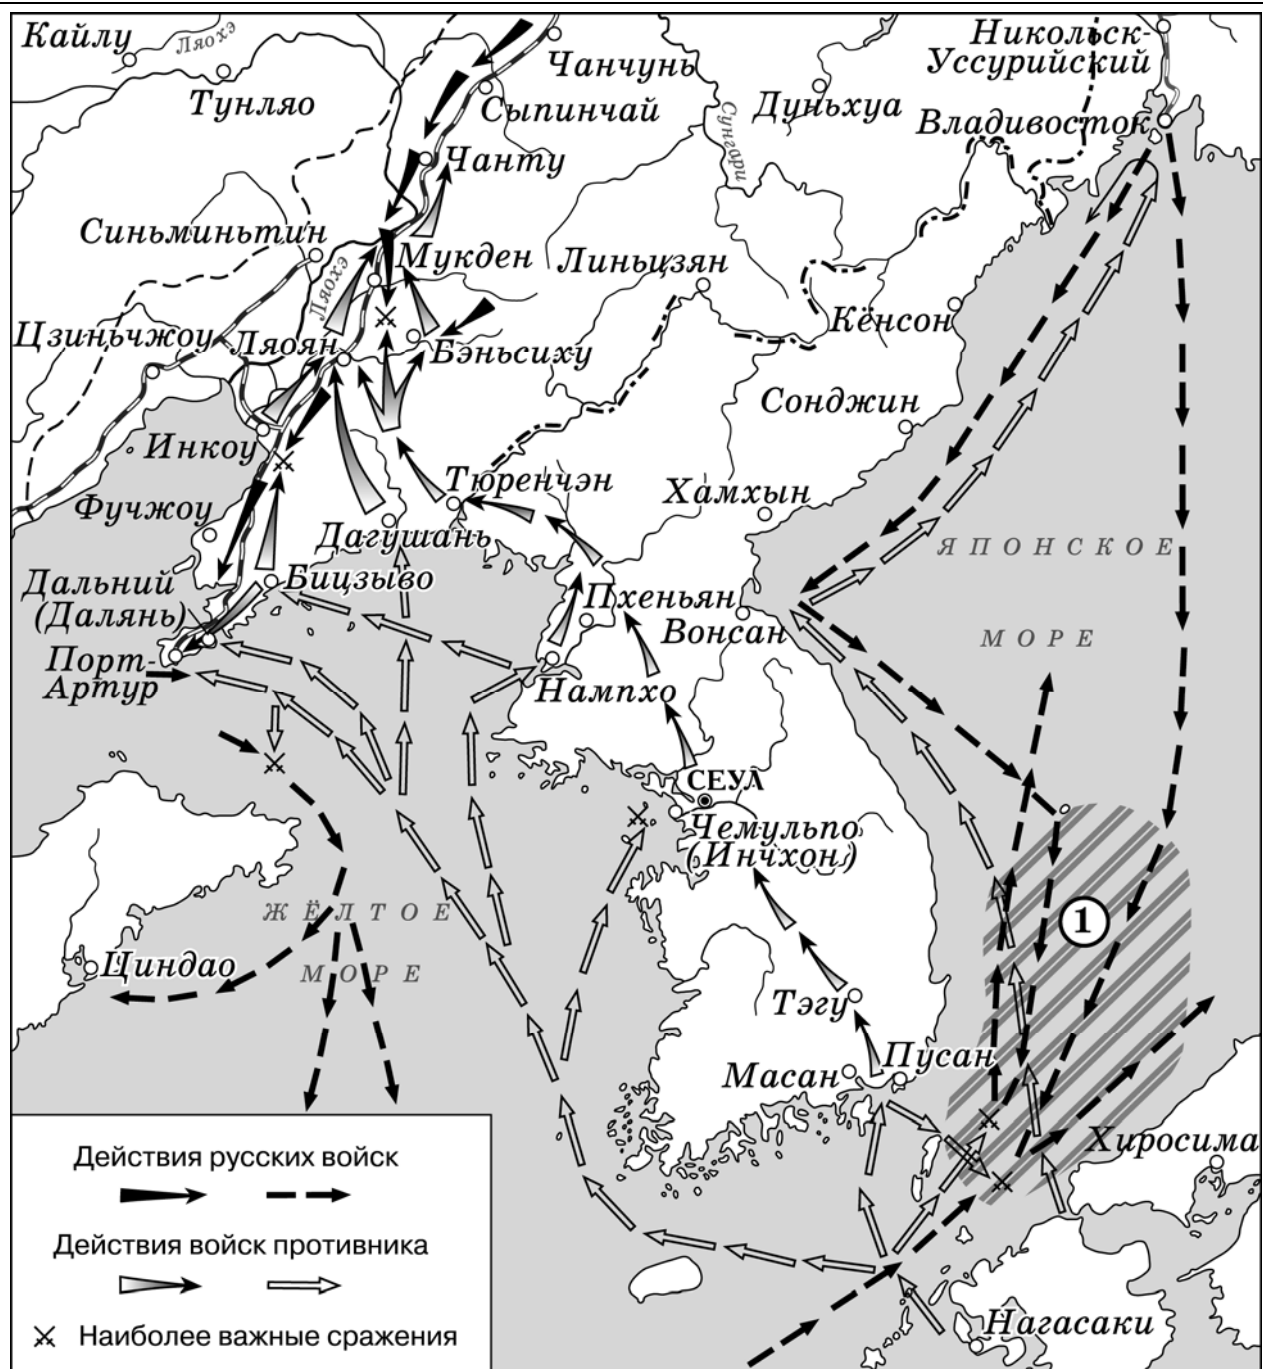 Кайлу
Ляохэ
Тунляо
Чанчунь
Сыпинчай
Сунгари
Дуньхуа
Никольск-
Уссурийский
Владивосток
Чанту
Синьминьтин
Мукден
Ляохэ
Линьцзян
Кёнсон
Цзиньчжоу
Ляоян
Бэньсиху
Сонджин
Инкоу
Тюренчэн
Хамхын
Фучжоу
Дагушань
ЯПОНСКОЕ
МОРЕ
Дальний
(Далянь)
Бицзыво
Пхеньян
Вонсан
Порт-
Артур
Нампхо
СЕУЛ
Чемульпо
(Инчхон)
ЖЁЛТОЕ
МОРЕ
1
Циндао
Тэгу
Масан
Пусан
Хиросима
Нагасаки
Действия русских войск
Действия войск противника
Наиболее важные сражения